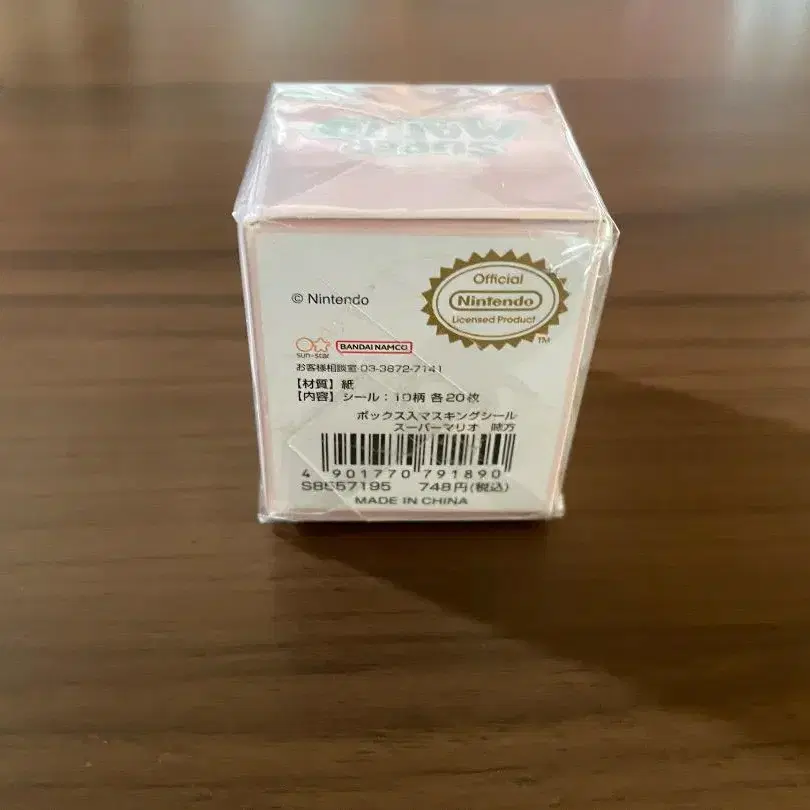 SUPER
MARIO
© Nintendo
Official
Nintendo
Licensed Product
TM
sun-star
BANDAI NAMCO
お客様相談室 03-3872-7141
【材質】紙
【内容】シール:10柄 各20枚
ボックス入マスキングシール
スーパーマリオ 味方
4 901770 791890
S8557195 748円(税込)
MADE IN CHINA